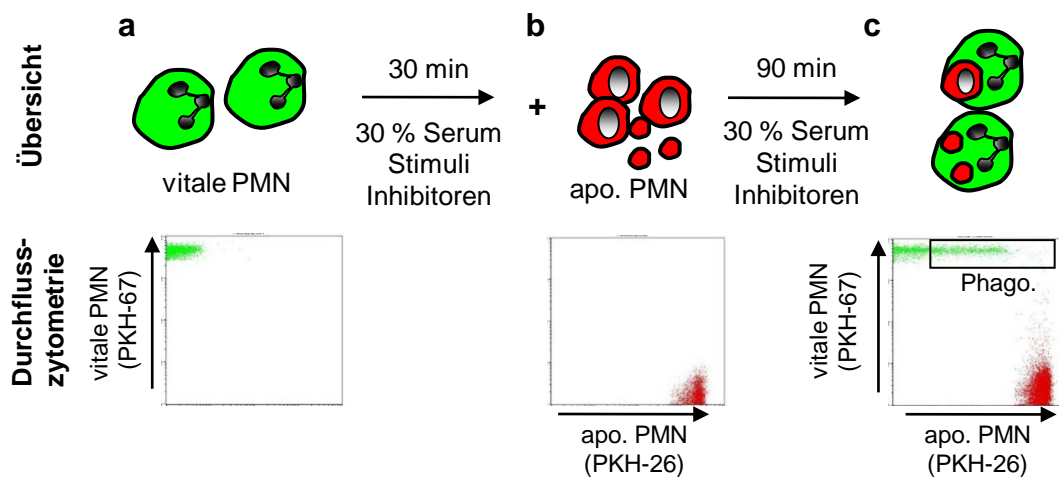 a
b
c
Übersicht
vitale PMN
30 min
30 % Serum
Stimuli
Inhibitoren
+
apo. PMN
90 min
30 % Serum
Stimuli
Inhibitoren
Durchfluss-
zytometrie
vitale PMN
(PKH-67)
apo. PMN
(PKH-26)
vitale PMN
(PKH-67)
Phago.
apo. PMN
(PKH-26)